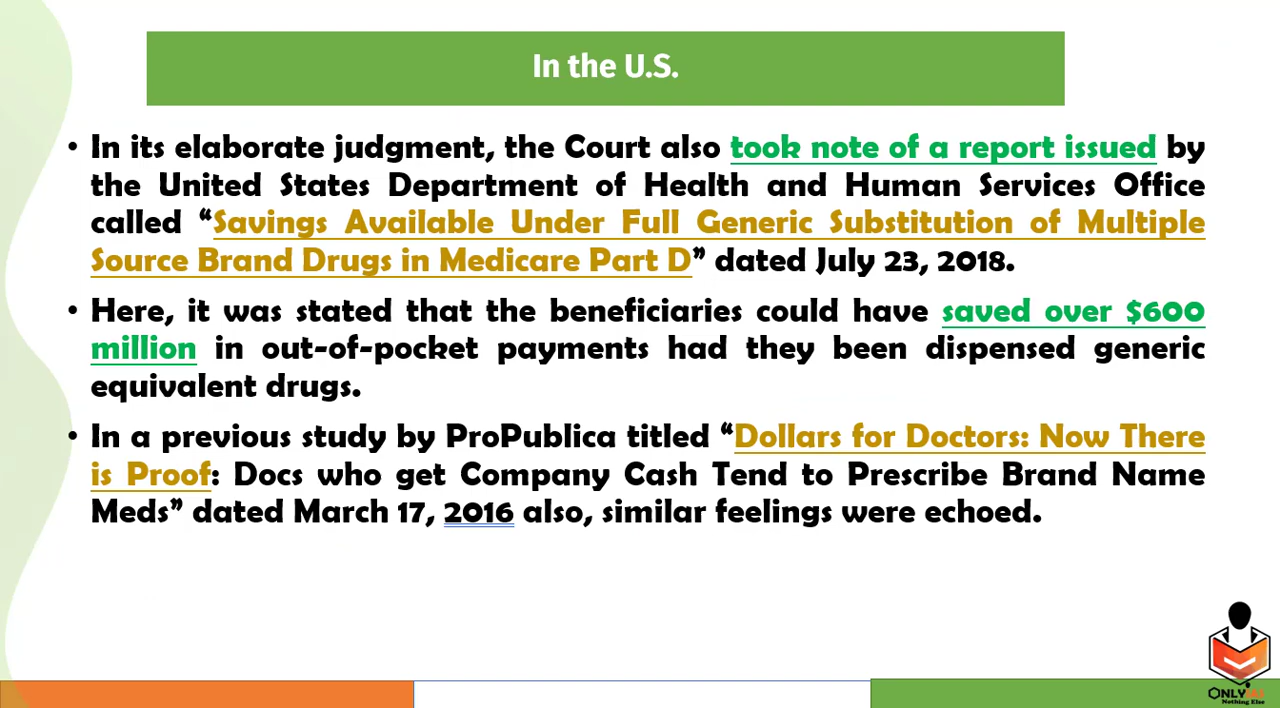 In the U.S.
• In its elaborate judgment, the Court also took note of a report issued by
the United States Department of Health and Human Services Office
called “Savings Available Under Full Generic Substitution of Multiple
Source Brand Drugs in Medicare Part D” dated July 23, 2018.
• Here, it was stated that the beneficiaries could have saved over $600
million in out-of-pocket payments had they been dispensed generic
equivalent drugs.
• In a previous study by ProPublica titled “Dollars for Doctors: Now There
is Proof: Docs who get Company Cash Tend to Prescribe Brand Name
Meds” dated March 17, 2016 also, similar feelings were echoed.
ONLYIAS
Nothing Else